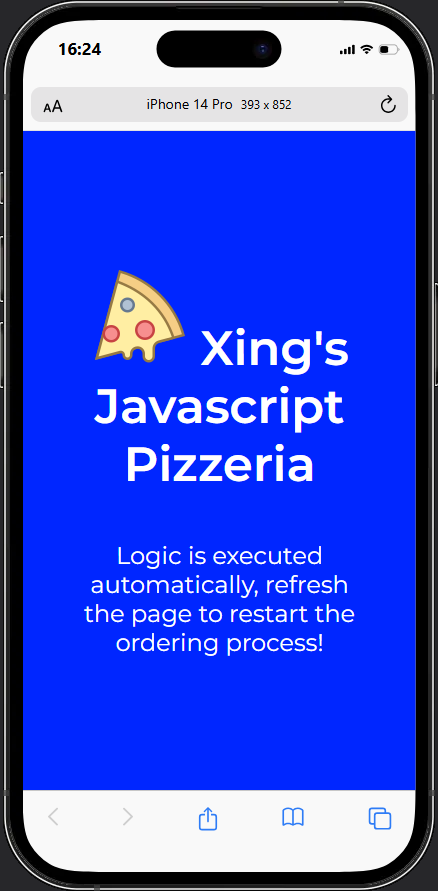 16:24
AA
iPhone 14 Pro 393 x 852
Xing's
Javascript
Pizzeria
Logic is executed
automatically, refresh
the page to restart the
ordering process!